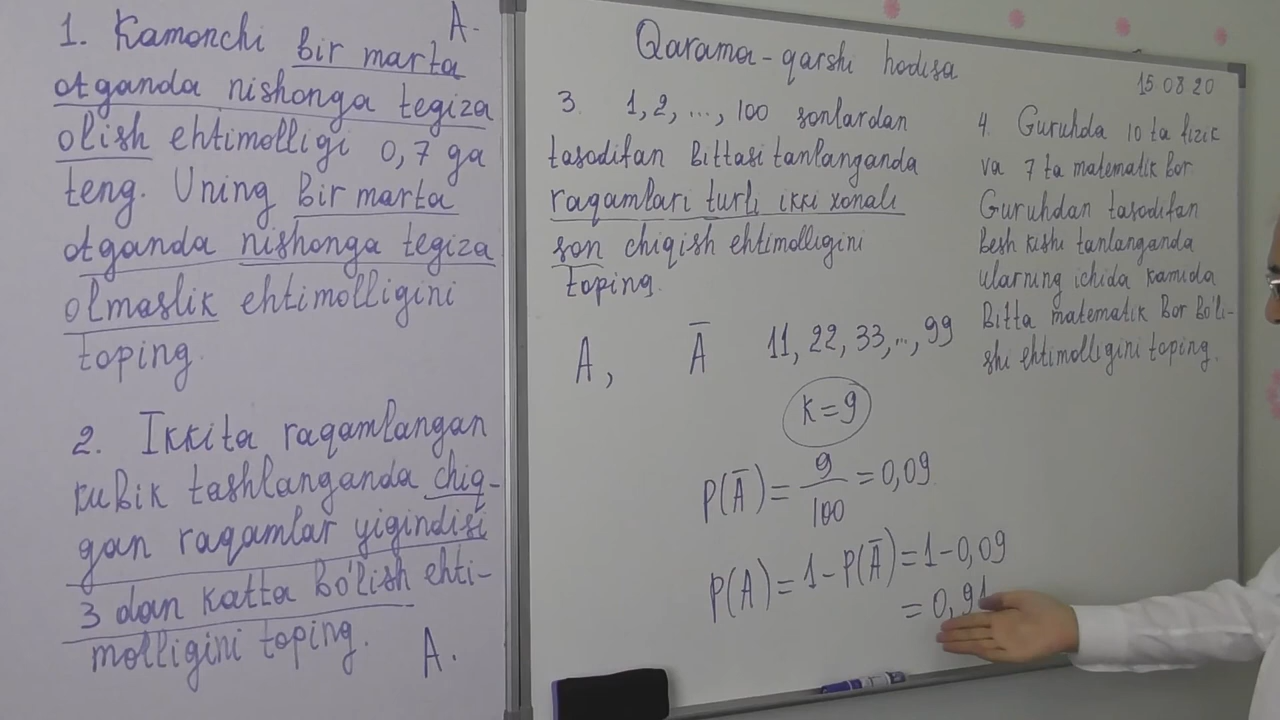 A.
1. Kamonchi bir marta
otganda nishonga tegiza
olish ehtimolligi 0,7 ga
teng. Uning bir marta
otganda nishonga tegiza
olmaslik ehtimolligini
toping.
2. Ikkita raqamlangan
kubik tashlanganda chiq-
gan raqamlar yigindisi
3 dan katta bo'lish ehti-
molligini toping.
A.
Qarama-qarshi hodisa
15 08 20
3. 1, 2, ..., 100 sonlardan
tasodifan bittasi tanlanganda
raqamlari turli ikki xonali
son chiqish ehtimolligini
toping.
A, A̅ 11, 22, 33, ..., 99
k=9
P(A̅)= 9/100 =0,09
P(A)=1-P(A̅)=1-0,09
=0,91
4. Guruhda 10 ta fizik
va 7 ta matematik bor.
Guruhdan tasodifan
besh kishi tanlanganda
ularning ichida kamida
bitta matematik bor bo'li-
shi ehtimolligini toping.